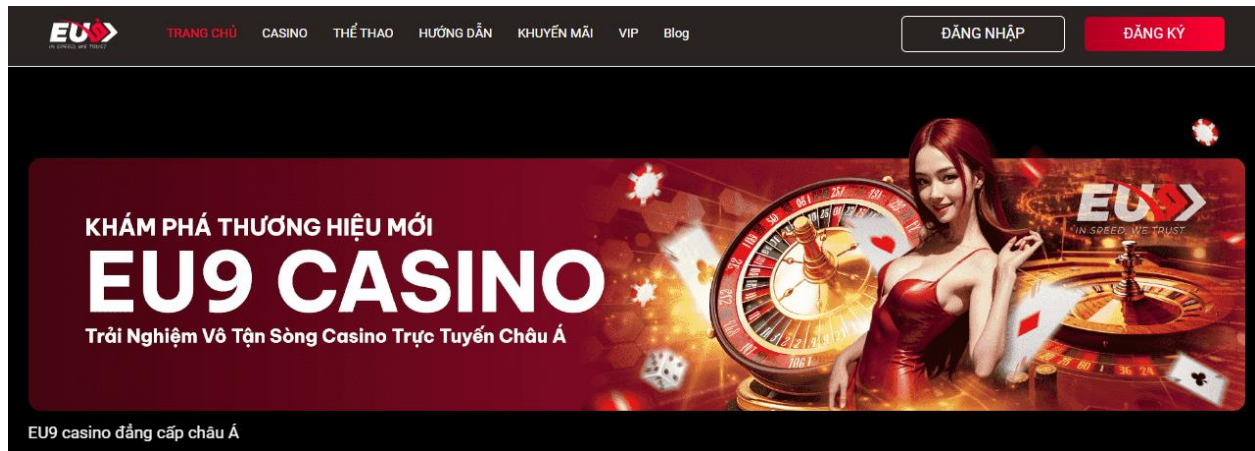 EU9
IN SPEED, WE TRUST
TRANG CHỦ CASINO THỂ THAO HƯỚNG DẪN KHUYẾN MÃI VIP Blog ĐĂNG NHẬP ĐĂNG KÝ
KHÁM PHÁ THƯƠNG HIỆU MỚI
EU9 CASINO
Trải Nghiệm Vô Tận Sòng Casino Trực Tuyến Châu Á
EU9
IN SPEED, WE TRUST
EU9 casino đẳng cấp châu Á